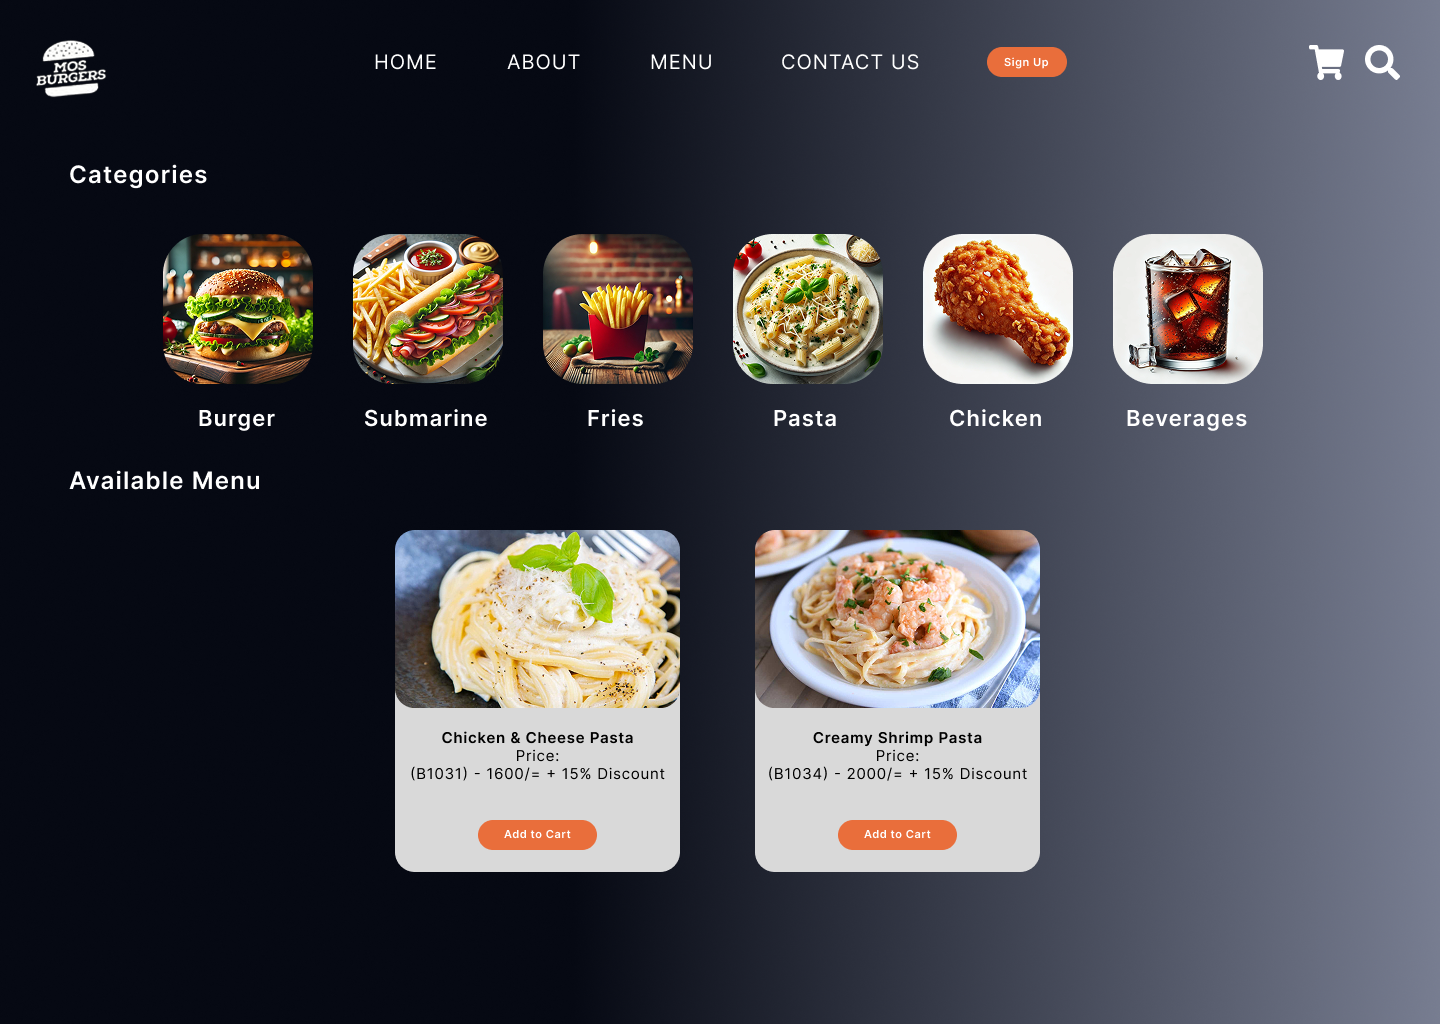 MOS
BURGERS
HOME
ABOUT
MENU
CONTACT US
Sign Up
Categories
Burger
Submarine
Fries
Pasta
Chicken
Beverages
Available Menu
Chicken & Cheese Pasta
Price:
(B1031) - 1600/= + 15% Discount
Add to Cart
Creamy Shrimp Pasta
Price:
(B1034) - 2000/= + 15% Discount
Add to Cart